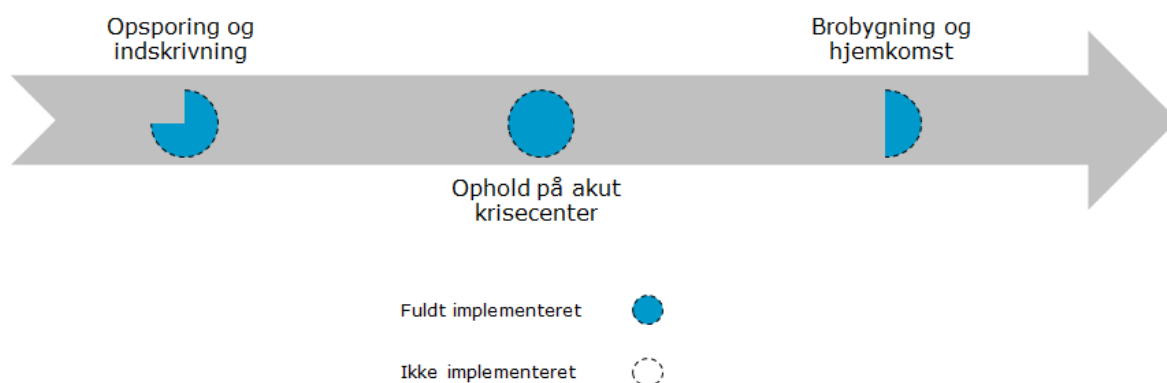 Opsporing og
indskrivning
Brobygning og
hjemkomst
Ophold på akut
krisecenter
Fuldt implementeret
Ikke implementeret